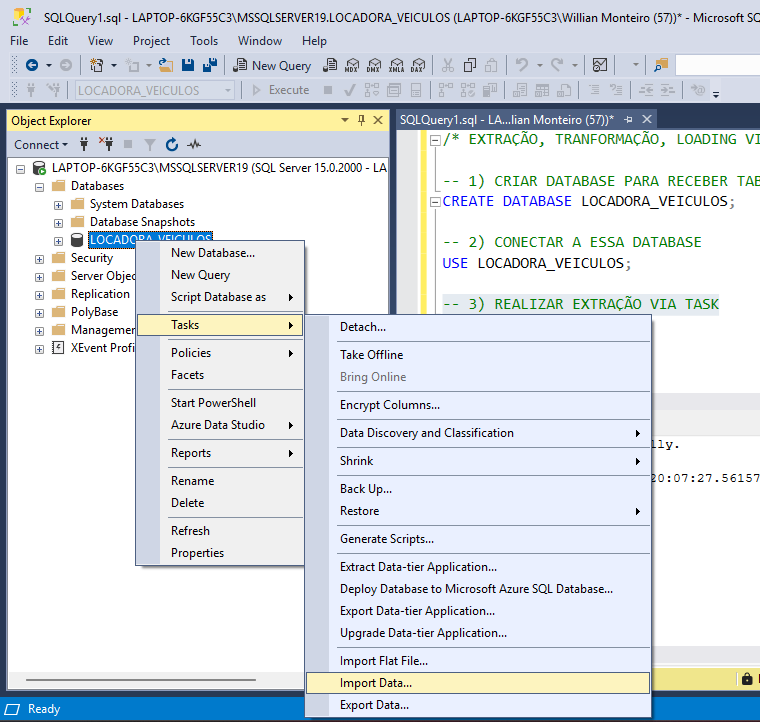 SQLQuery1.sql - LAPTOP-6KGF55C3\MSSQLSERVER19.LOCADORA_VEICULOS (LAPTOP-6KGF55C3\Willian Monteiro (57))* - Microsoft SQ
File Edit View Project Tools Window Help
New Query MDX DMX XMLA DAX
LOCADORA_VEICULOS Execute
Object Explorer
Connect
LAPTOP-6KGF55C3\MSSQLSERVER19 (SQL Server 15.0.2000 - LA
Databases
System Databases
Database Snapshots
LOCADORA_VEICULOS
Security
Server Objec
Replication
PolyBase
Managemen
XEvent Profi
SQLQuery1.sql - LA...lian Monteiro (57))*
/* EXTRAÇÃO, TRANFORMAÇÃO, LOADING VI
-- 1) CRIAR DATABASE PARA RECEBER TAB
CREATE DATABASE LOCADORA_VEICULOS;
-- 2) CONECTAR A ESSA DATABASE
USE LOCADORA_VEICULOS;
-- 3) REALIZAR EXTRAÇÃO VIA TASK
lly.
20:07:27.56157
New Database...
New Query
Script Database as
Tasks
Policies
Facets
Start PowerShell
Azure Data Studio
Reports
Rename
Delete
Refresh
Properties
Detach...
Take Offline
Bring Online
Encrypt Columns...
Data Discovery and Classification
Shrink
Back Up...
Restore
Generate Scripts...
Extract Data-tier Application...
Deploy Database to Microsoft Azure SQL Database...
Export Data-tier Application...
Upgrade Data-tier Application...
Import Flat File...
Import Data...
Export Data...
Ready